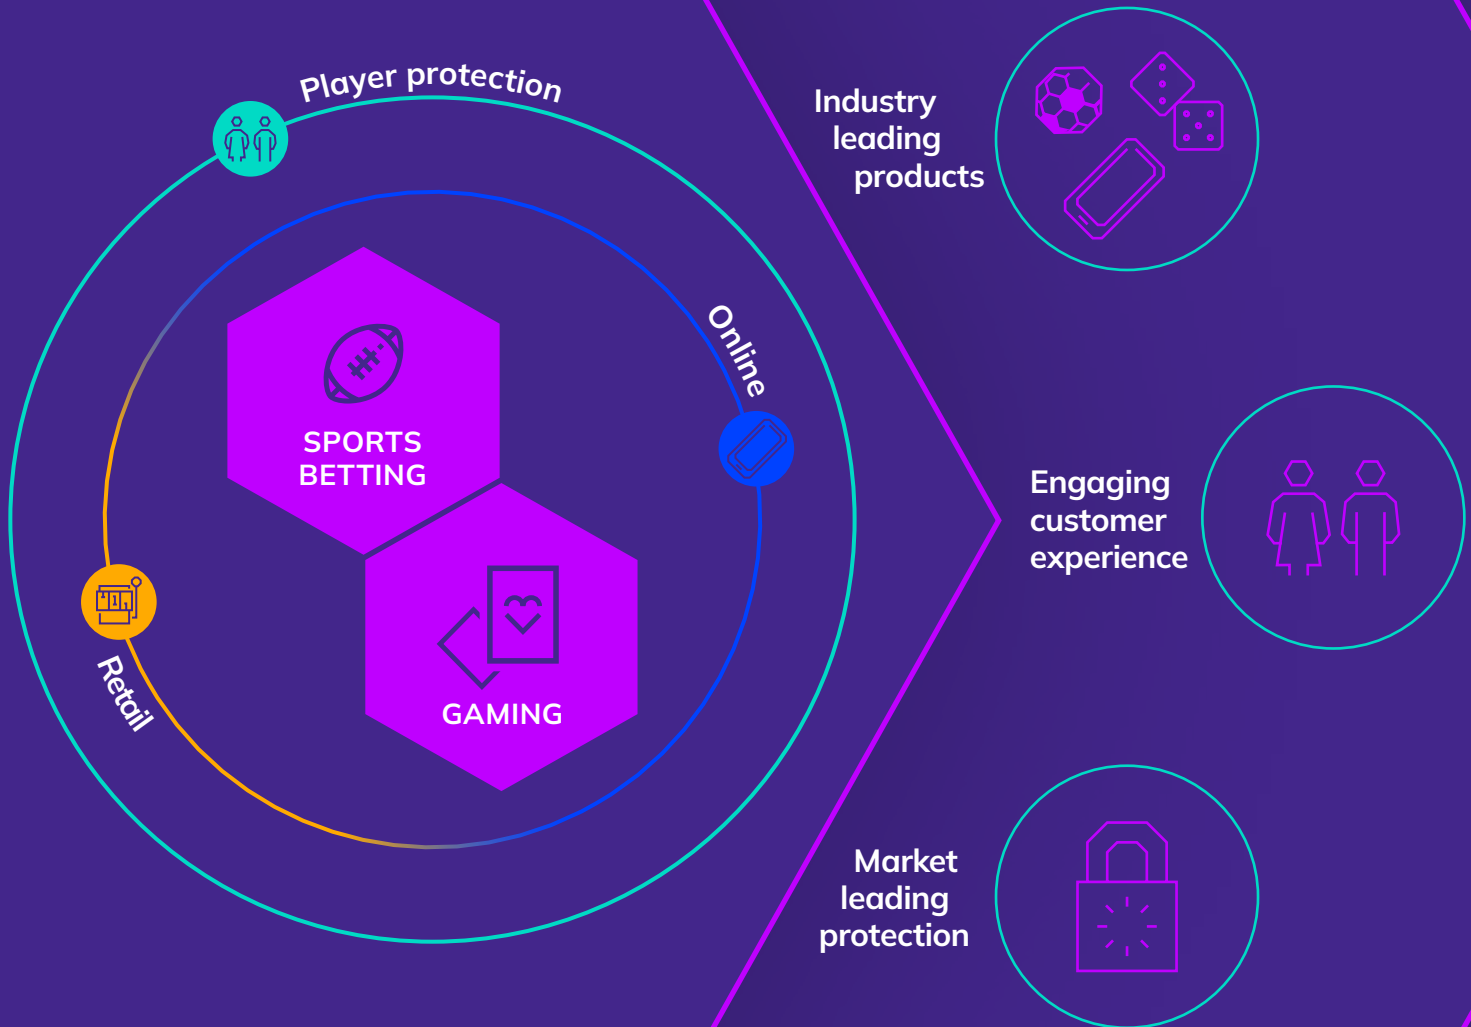 Player protection
Online
SPORTS
BETTING
GAMING
Retail
Industry
leading
products
Engaging
customer
experience
Market
leading
protection